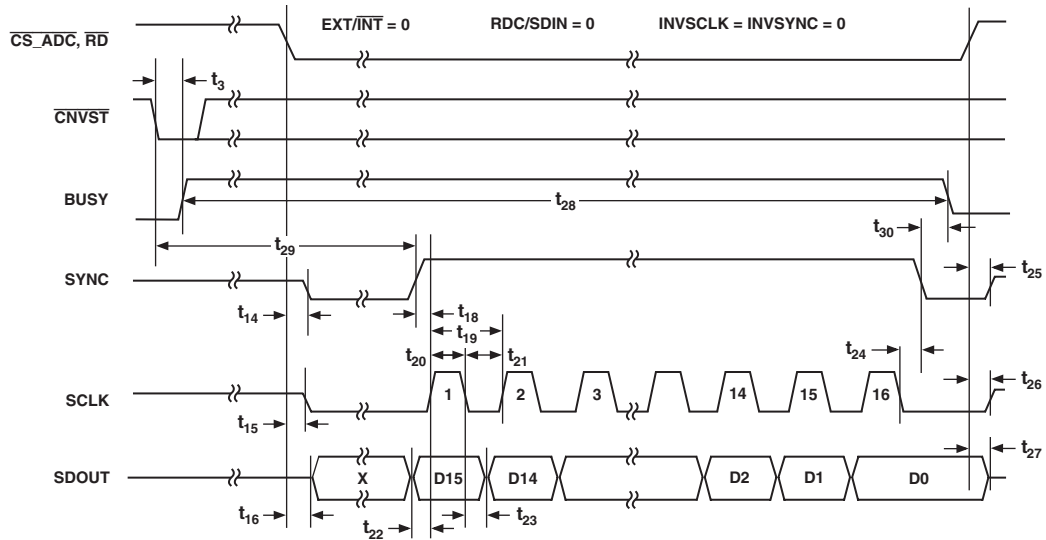 EXT/INT = 0 RDC/SDIN = 0 INVSCLK = INVSYNC = 0
CS_ADC, RD
t3
CNVST
BUSY
t28
t30
t29
SYNC
t25
t14
t18
t19
t20
t21
t24
t26
SCLK
1 2 3 14 15 16
t15
t27
SDOUT
X D15 D14 D2 D1 D0
t16
t22
t23